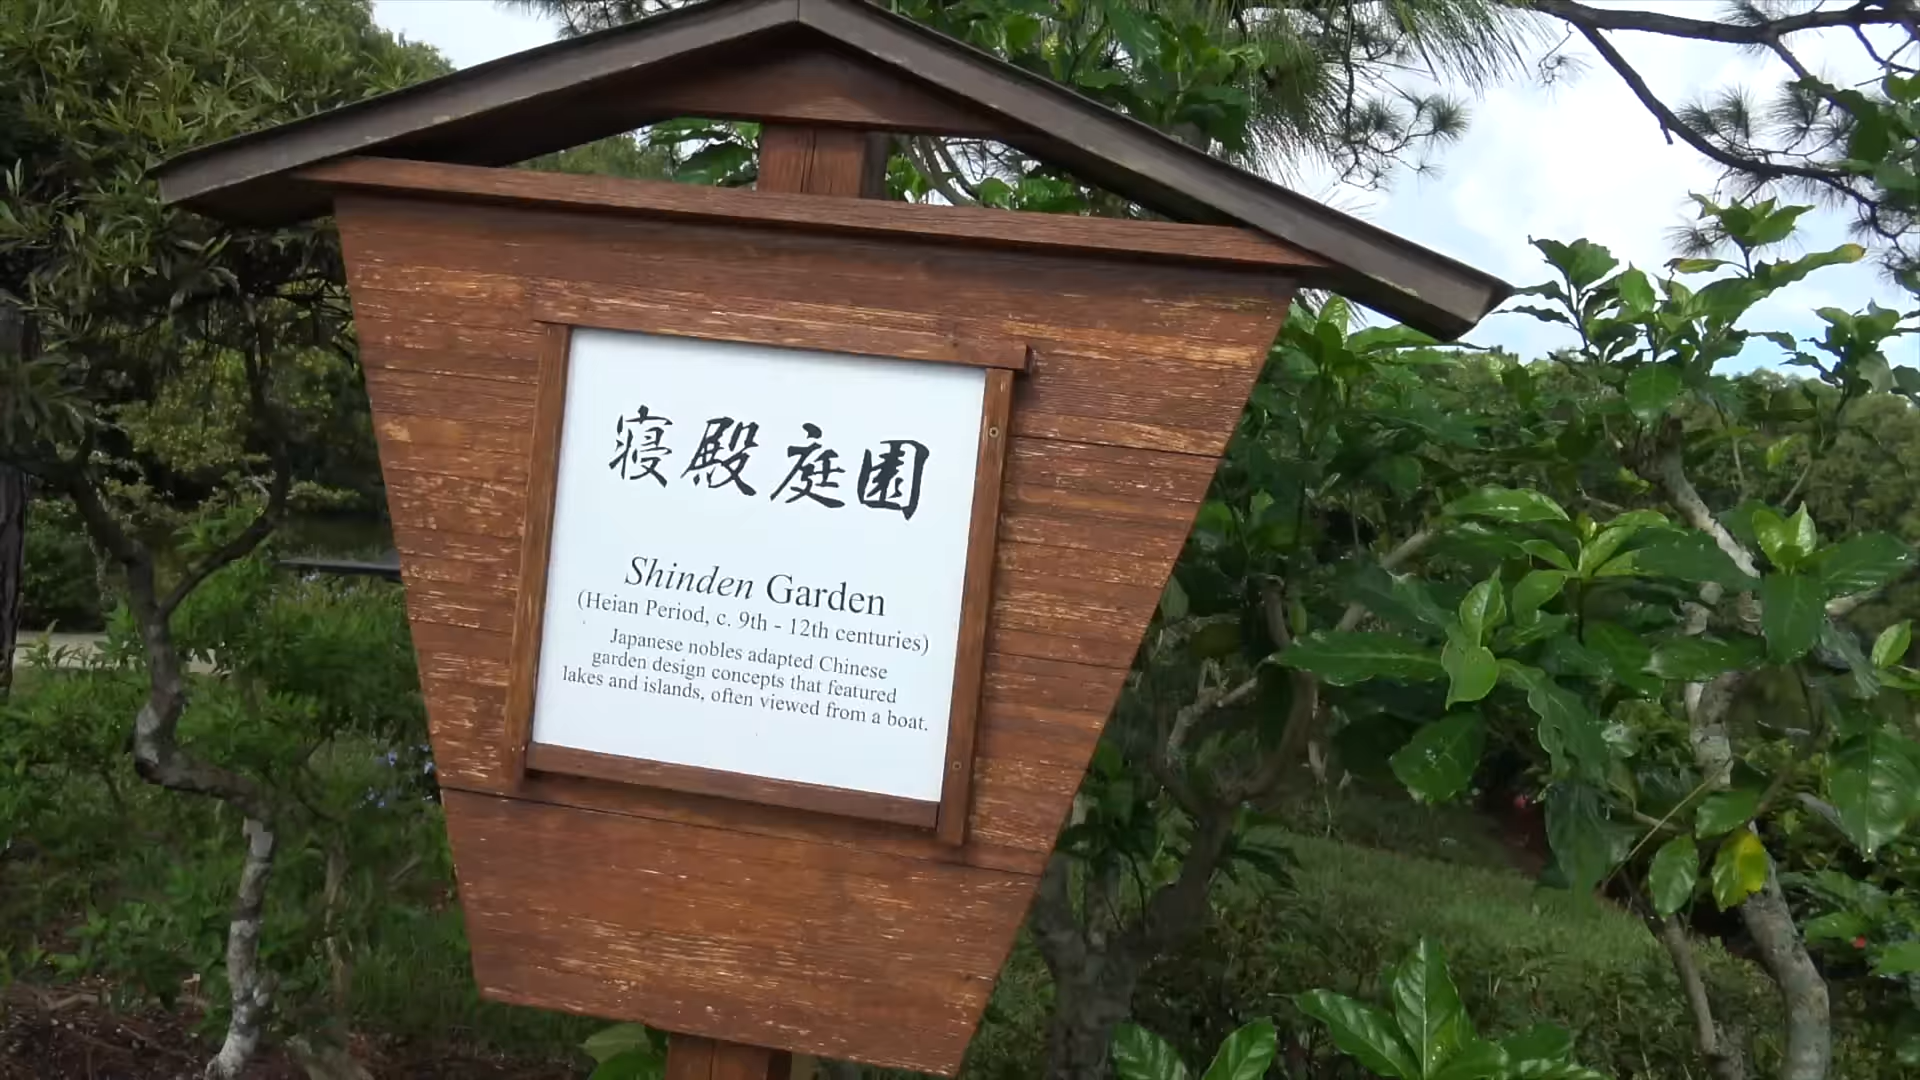 寝殿庭園
Shinden Garden
(Heian Period, c. 9th - 12th centuries)
Japanese nobles adapted Chinese
garden design concepts that featured
lakes and islands, often viewed from a boat.